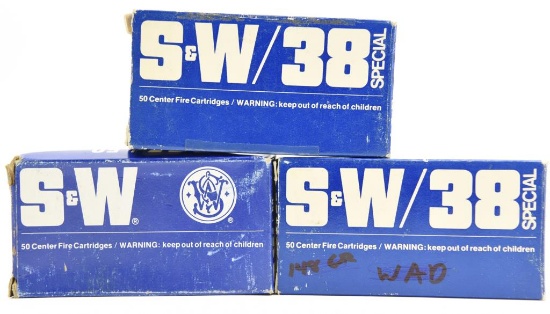 S&W/38 SPECIAL
50 Center Fire Cartridges / WARNING: keep out of reach of children
S&W®
50 Center Fire Cartridges / WARNING: keep out of reach of children
S&W/38 SPECIAL
50 Center Fire Cartridges / WARNING: keep out of reach of children
148 GR WAD